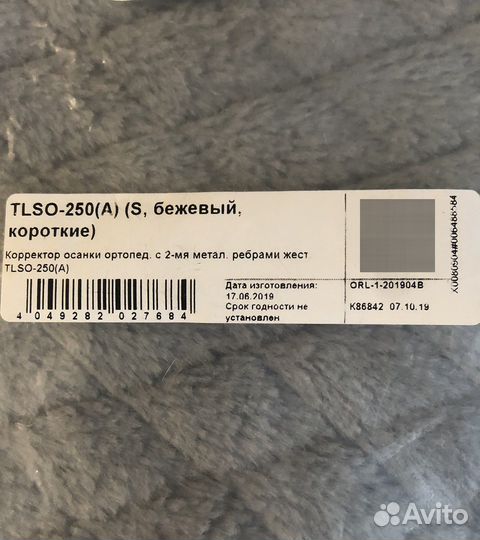 TLSO-250(A) (S, бежевый,
короткие)
Корректор осанки ортопед. с 2-мя метал. ребрами жест
TLSO-250(A)
4 049282 027684
Дата изготовления:
17.06.2019
Срок годности не
установлен
ORL-1-201904B
K86842 07.10.19
Avito